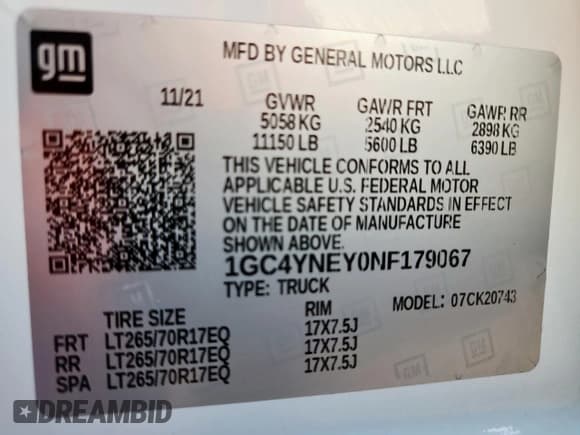 gm
MFD BY GENERAL MOTORS LLC
11/21 GVWR GAWR FRT GAWR RR
5058 KG 2540 KG 2898 KG
11150 LB 5600 LB 6390 LB
THIS VEHICLE CONFORMS TO ALL
APPLICABLE U.S. FEDERAL MOTOR
VEHICLE SAFETY STANDARDS IN EFFECT
ON THE DATE OF MANUFACTURE
SHOWN ABOVE.
1GC4YNEY0NF179067
TYPE: TRUCK MODEL: 07CK20743
TIRE SIZE RIM
FRT LT265/70R17EQ 17X7.5J
RR LT265/70R17EQ 17X7.5J
SPA LT265/70R17EQ 17X7.5J
DREAMBID